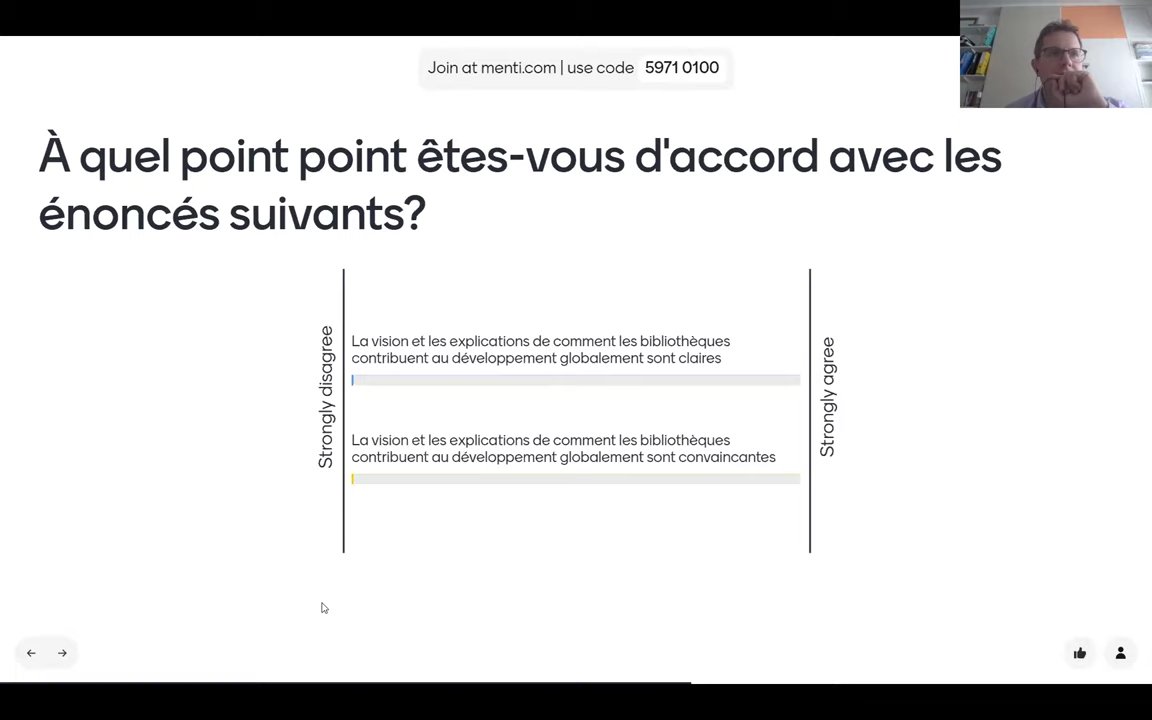 Join at menti.com | use code 5971 0100
À quel point point êtes-vous d'accord avec les
énoncés suivants?
Strongly disagree
La vision et les explications de comment les bibliothèques
contribuent au développement globalement sont claires
La vision et les explications de comment les bibliothèques
contribuent au développement globalement sont convaincantes
Strongly agree